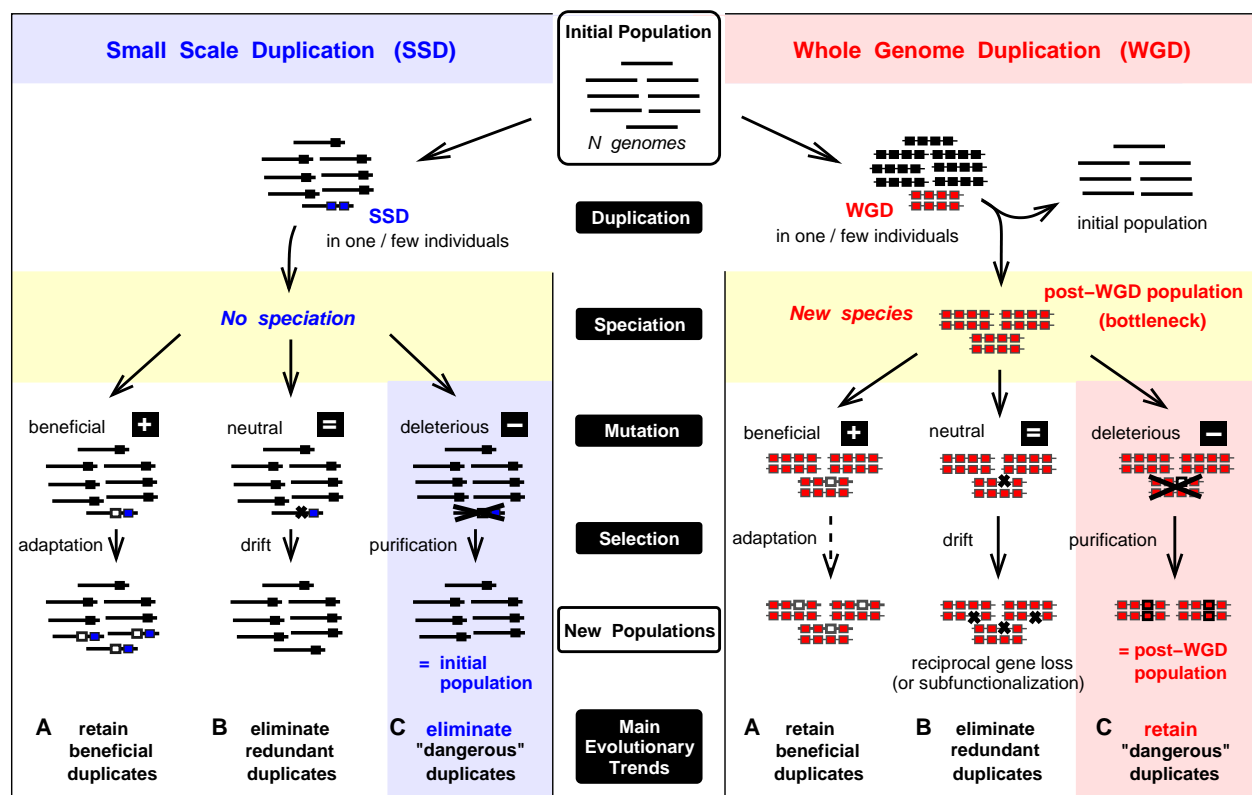 Small Scale Duplication (SSD)
Initial Population
N genomes
Whole Genome Duplication (WGD)
SSD
in one / few individuals
Duplication
WGD
in one / few individuals
initial population
No speciation
Speciation
New species
post−WGD population
(bottleneck)
beneficial +
neutral =
deleterious −
Mutation
beneficial +
neutral =
deleterious −
adaptation
drift
purification
Selection
adaptation
drift
purification
= initial
population
New Populations
reciprocal gene loss
(or subfunctionalization)
= post−WGD
population
A retain
beneficial
duplicates
B eliminate
redundant
duplicates
C eliminate
"dangerous"
duplicates
Main
Evolutionary
Trends
A retain
beneficial
duplicates
B eliminate
redundant
duplicates
C retain
"dangerous"
duplicates